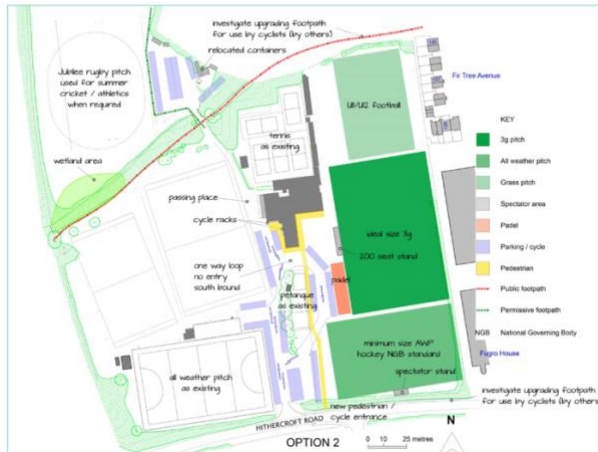 investigate upgrading footpath
for use by cyclists (by others)
relocated containers
Jubilee rugby pitch
used for summer
cricket / athletics
when required
Fir Tree Avenue
U11/U12 football
tennis
as existing
wetland area
passing place
cycle racks
ideal size 3g
200 seat stand
one way loop
no entry
south bound
padel
petanque
as existing
minimum size AWP
hockey NGB standard
spectator stand
all weather pitch
as existing
new pedestrian /
cycle entrance
HITHERCROFT ROAD
OPTION 2
0 10 25 metres
N
KEY
3g pitch
All weather pitch
Grass pitch
Spectator area
Padel
Parking / cycle
Pedestrian
Public footpath
Permissive footpath
NGB National Governing Body
Fugro House
investigate upgrading footpath
for use by cyclists (by others)